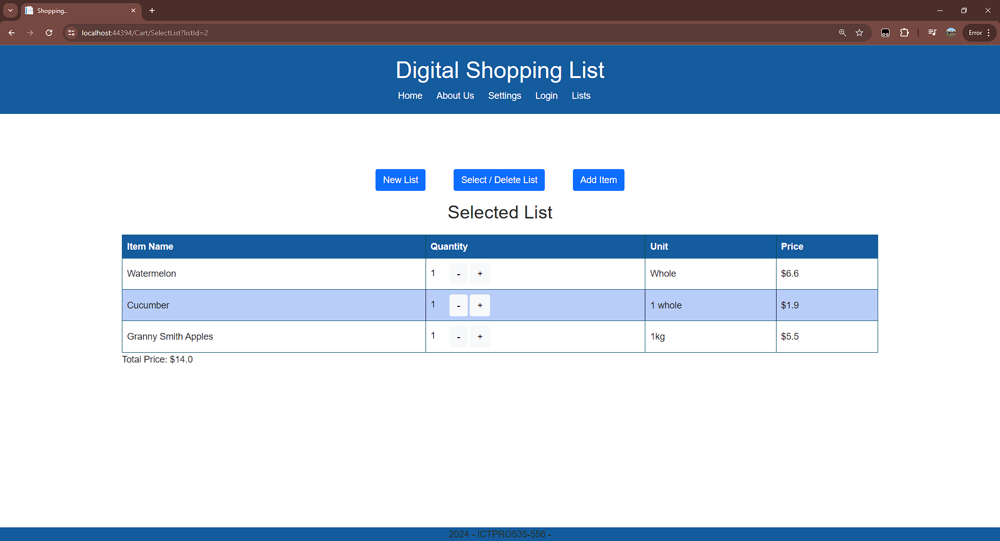 Shopping..
localhost:44394/Cart/SelectList?listId=2
Error
Digital Shopping List
Home About Us Settings Login Lists
New List Select / Delete List Add Item
Selected List
Item Name Quantity Unit Price
Watermelon 1 - + Whole $6.6
Cucumber 1 - + 1 whole $1.9
Granny Smith Apples 1 - + 1kg $5.5
Total Price: $14.0
2024 - ICTPRG535-556 -